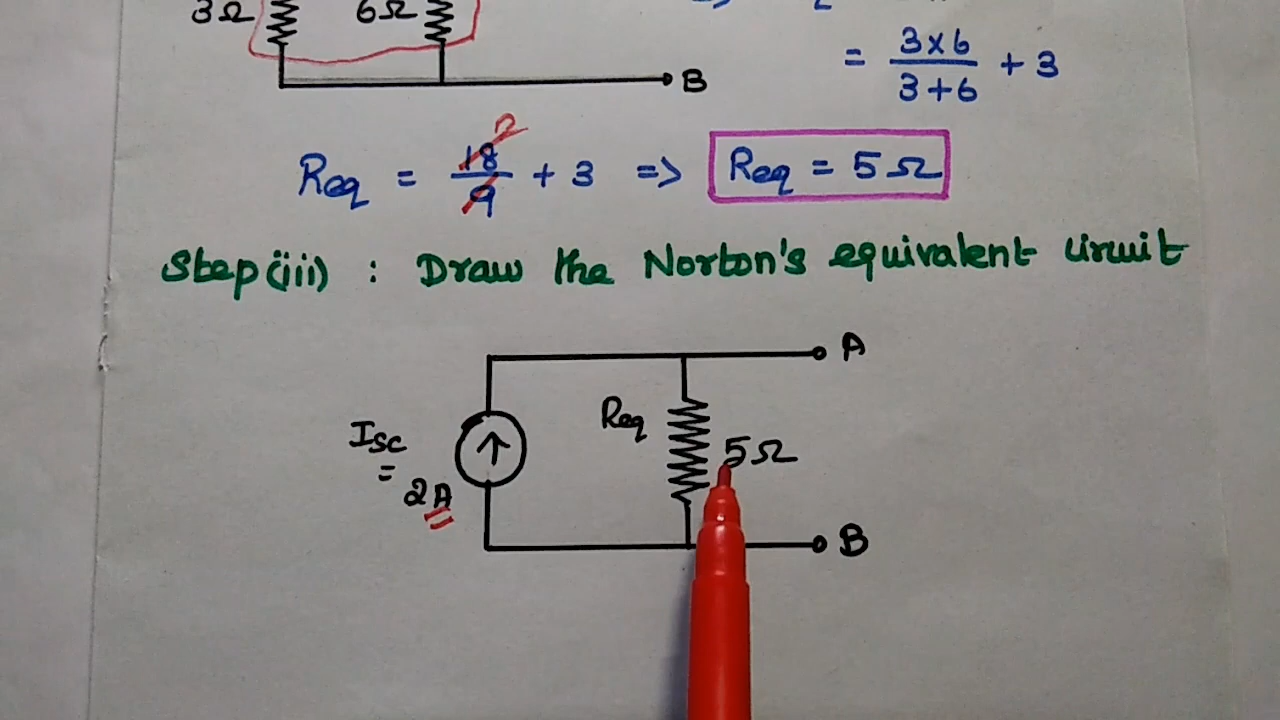 3Ω 6Ω
= 3×6 / 3+6 + 3
B
Req = 18/9 + 3 => Req = 5Ω
2
Step(iii) : Draw the Norton's equivalent circuit
A
Req
Isc
= 2A
5Ω
B